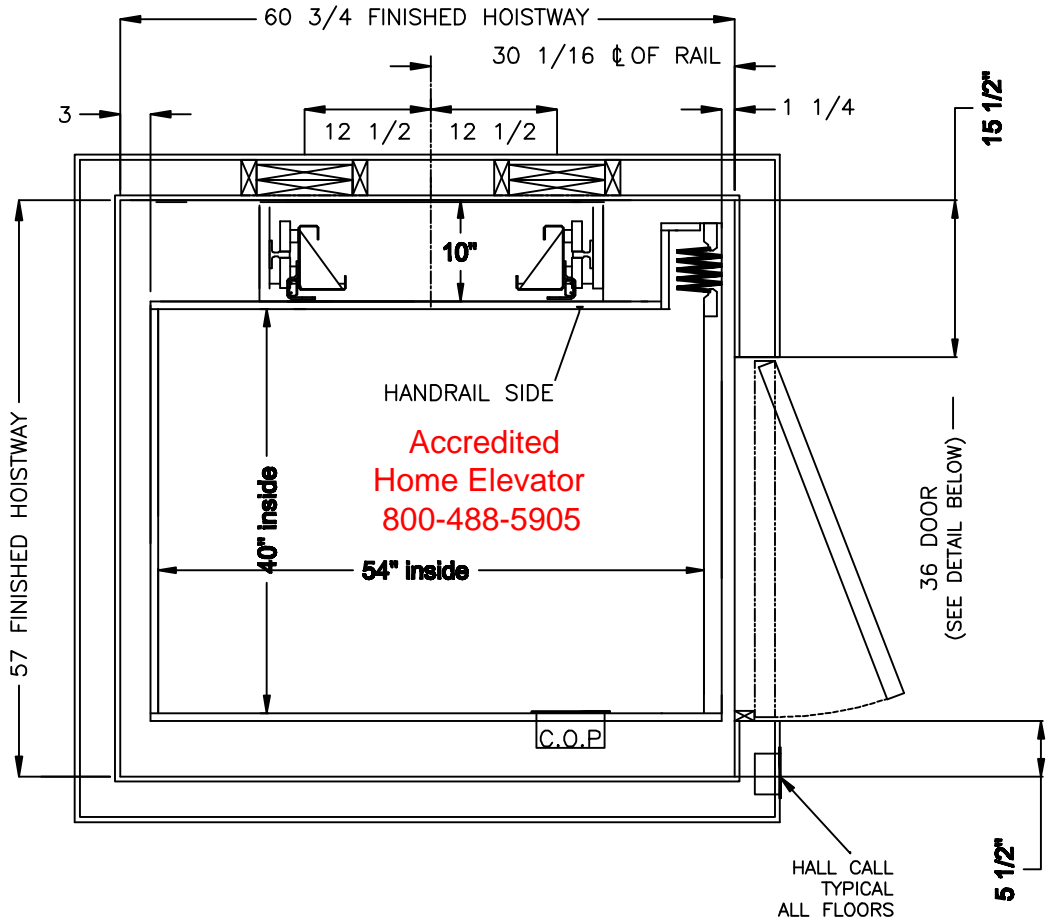 60 3/4 FINISHED HOISTWAY
30 1/16 ℄ OF RAIL
3
12 1/2
12 1/2
1 1/4
15 1/2"
10"
HANDRAIL SIDE
Accredited
Home Elevator
800-488-5905
57 FINISHED HOISTWAY
40" inside
54" inside
36 DOOR
(SEE DETAIL BELOW)
C.O.P
HALL CALL
TYPICAL
ALL FLOORS
5 1/2"